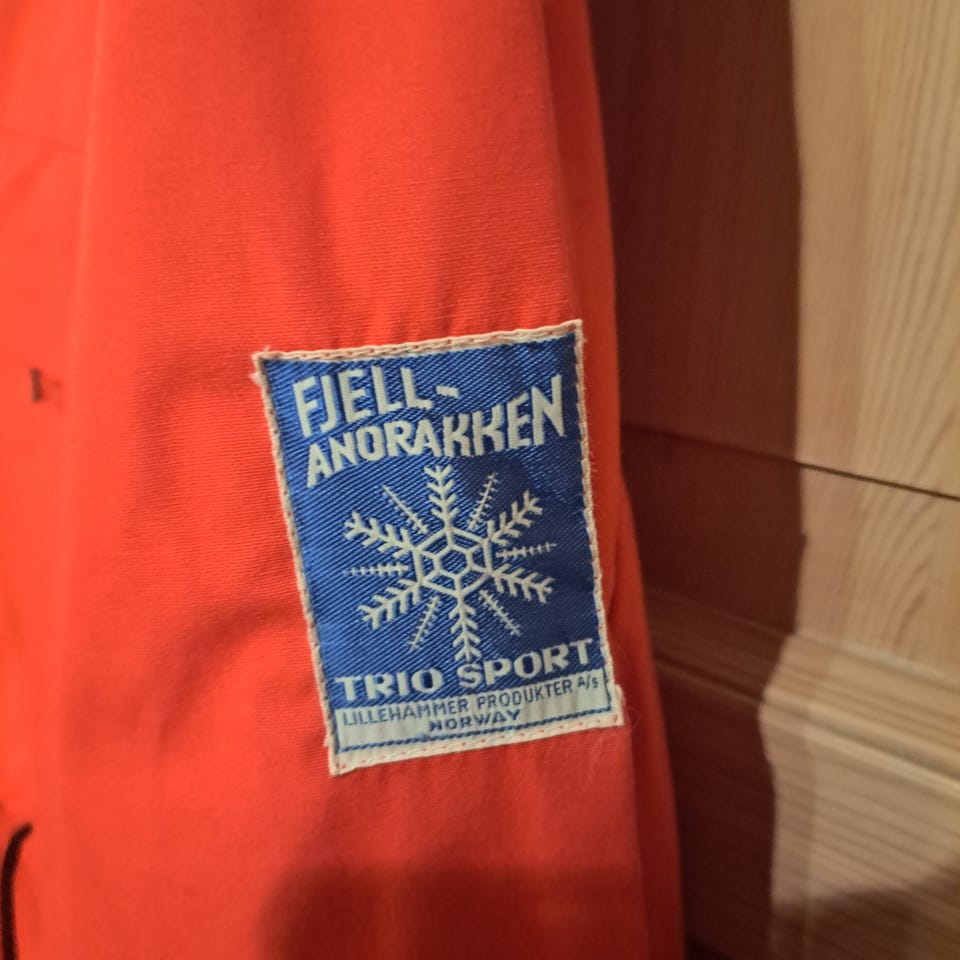 FJELL-
ANORAKKEN
TRIO SPORT
LILLEHAMMER PRODUKTER A/s
NORWAY